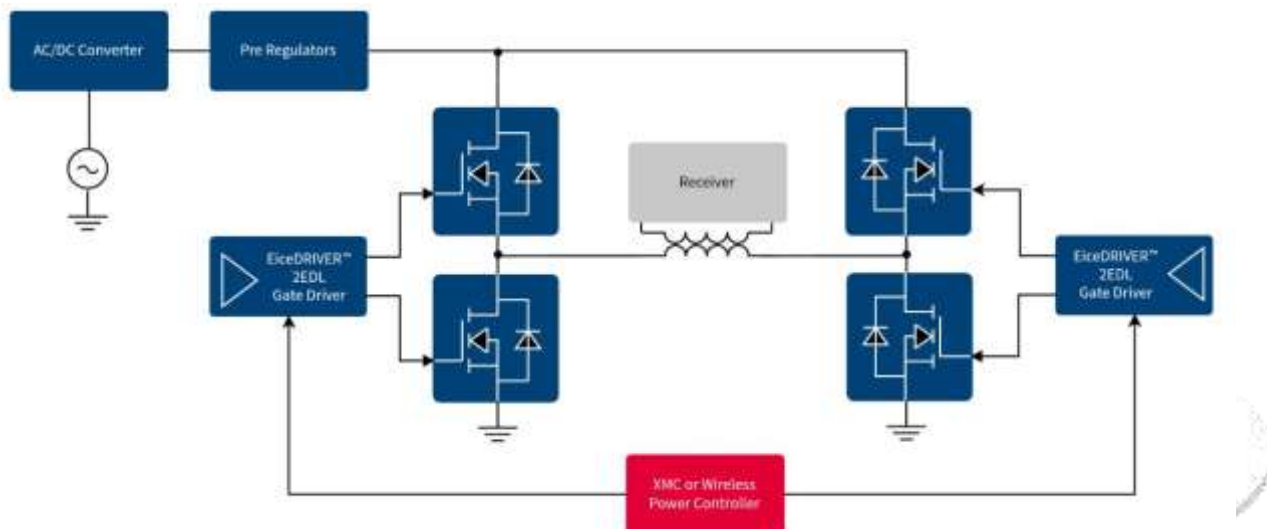 AC/DC Converter
Pre Regulators
Receiver
EiceDRIVER™
2EDL
Gate Driver
EiceDRIVER™
2EDL
Gate Driver
XMC or Wireless
Power Controller